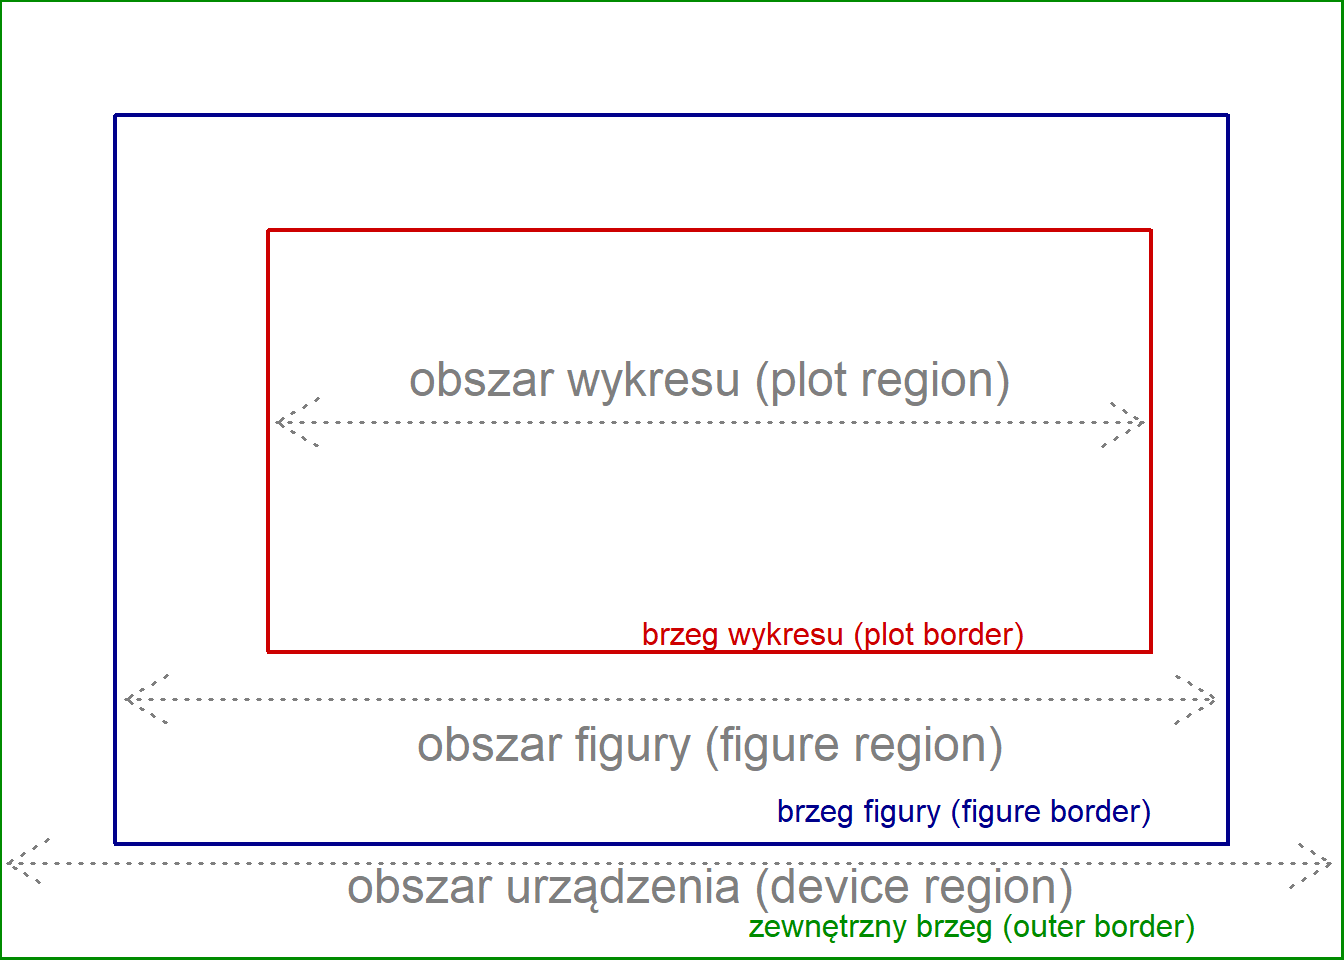 obszar wykresu (plot region)
brzeg wykresu (plot border)
obszar figury (figure region)
brzeg figury (figure border)
obszar urządzenia (device region)
zewnętrzny brzeg (outer border)